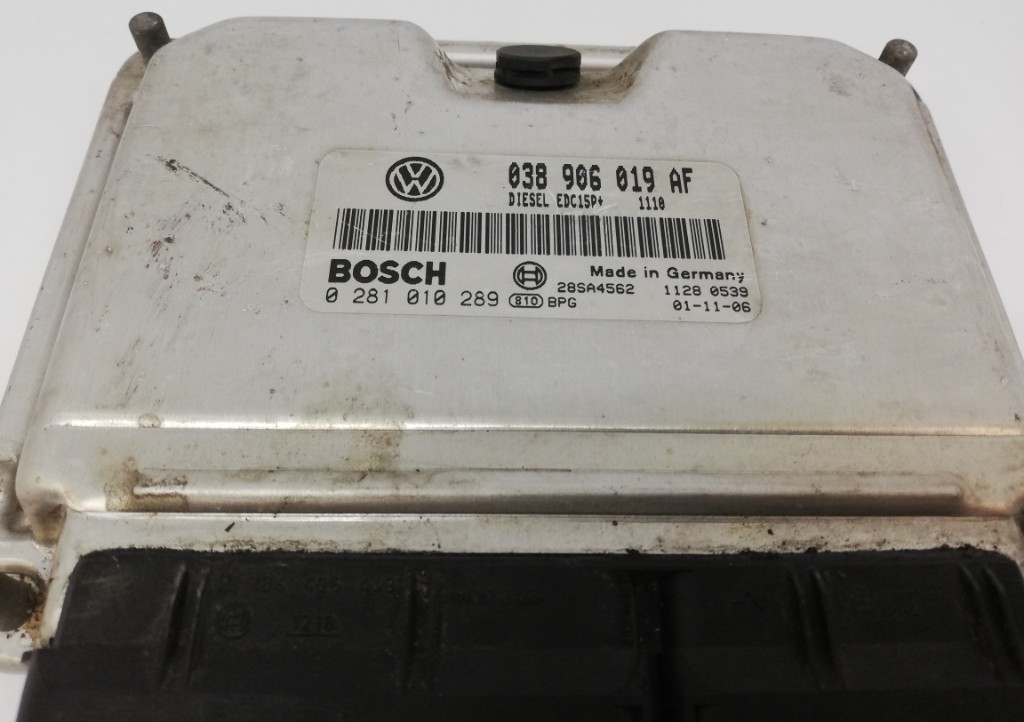 038 906 019 AF
DIESEL EDC15P+ 1110
BOSCH Made in Germany
0 281 010 289 810 BPG 28SA4562 1128 0539
01-11-06